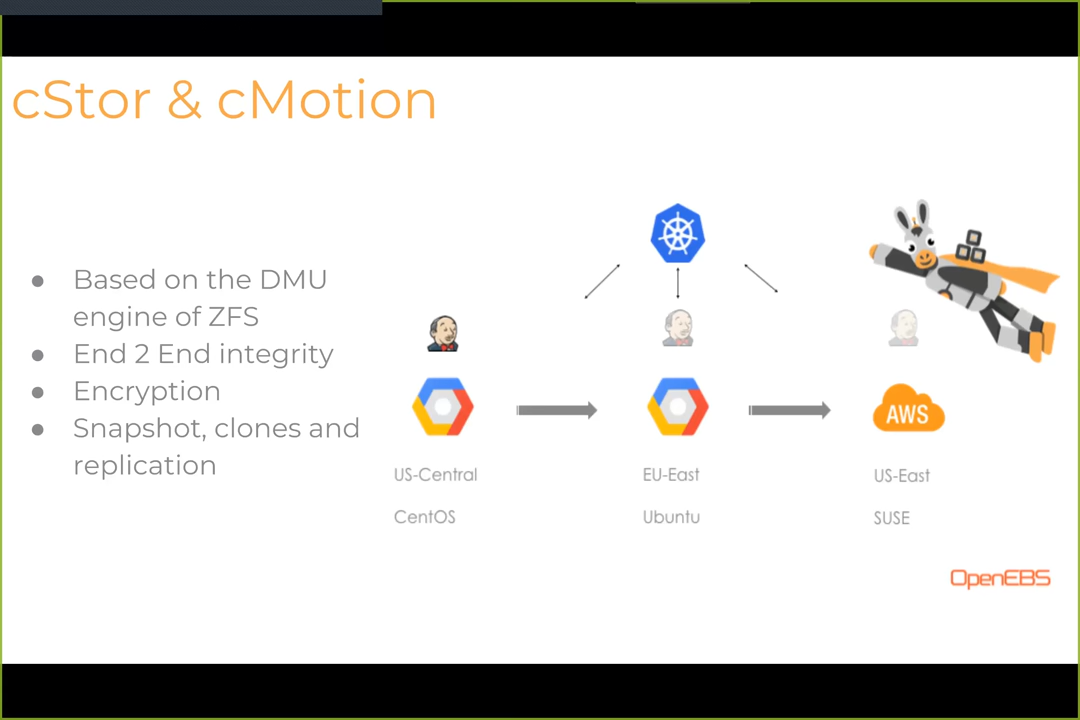 cStor & cMotion
● Based on the DMU
engine of ZFS
● End 2 End integrity
● Encryption
● Snapshot, clones and
replication
AWS
US-Central
EU-East
US-East
CentOS
Ubuntu
SUSE
OpenEBS